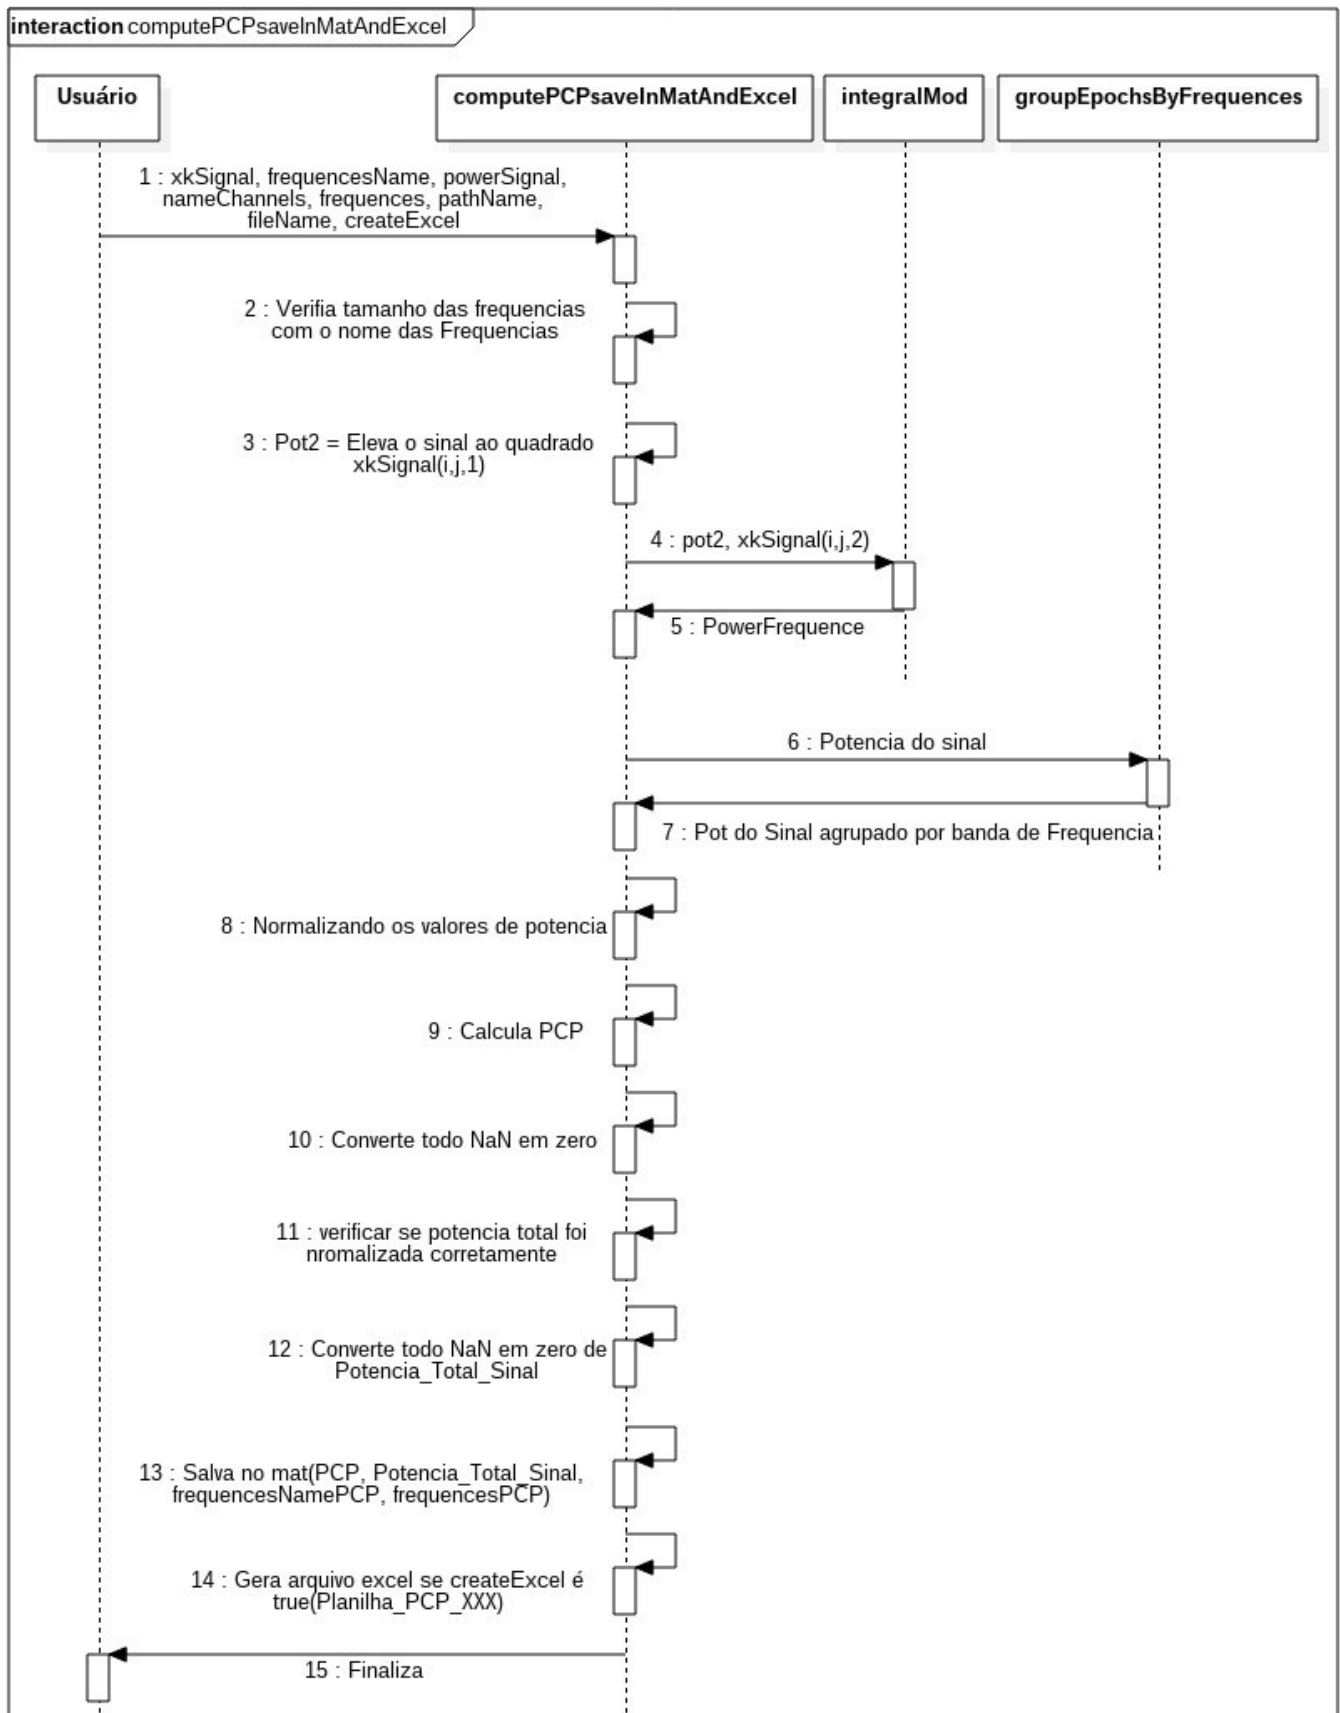 interaction computePCPsaveInMatAndExcel
Usuário
computePCPsaveInMatAndExcel
integralMod
groupEpochsByFrequences
1 : xkSignal, frequencesName, powerSignal,
nameChannels, frequences, pathName,
fileName, createExcel
2 : Verifia tamanho das frequencias
com o nome das Frequencias
3 : Pot2 = Eleva o sinal ao quadrado
xkSignal(i,j,1)
4 : pot2, xkSignal(i,j,2)
5 : PowerFrequence
6 : Potencia do sinal
7 : Pot do Sinal agrupado por banda de Frequencia
8 : Normalizando os valores de potencia
9 : Calcula PCP
10 : Converte todo NaN em zero
11 : verificar se potencia total foi
nromalizada corretamente
12 : Converte todo NaN em zero de
Potencia_Total_Sinal
13 : Salva no mat(PCP, Potencia_Total_Sinal,
frequencesNamePCP, frequencesPCP)
14 : Gera arquivo excel se createExcel é
true(Planilha_PCP_XXX)
15 : Finaliza